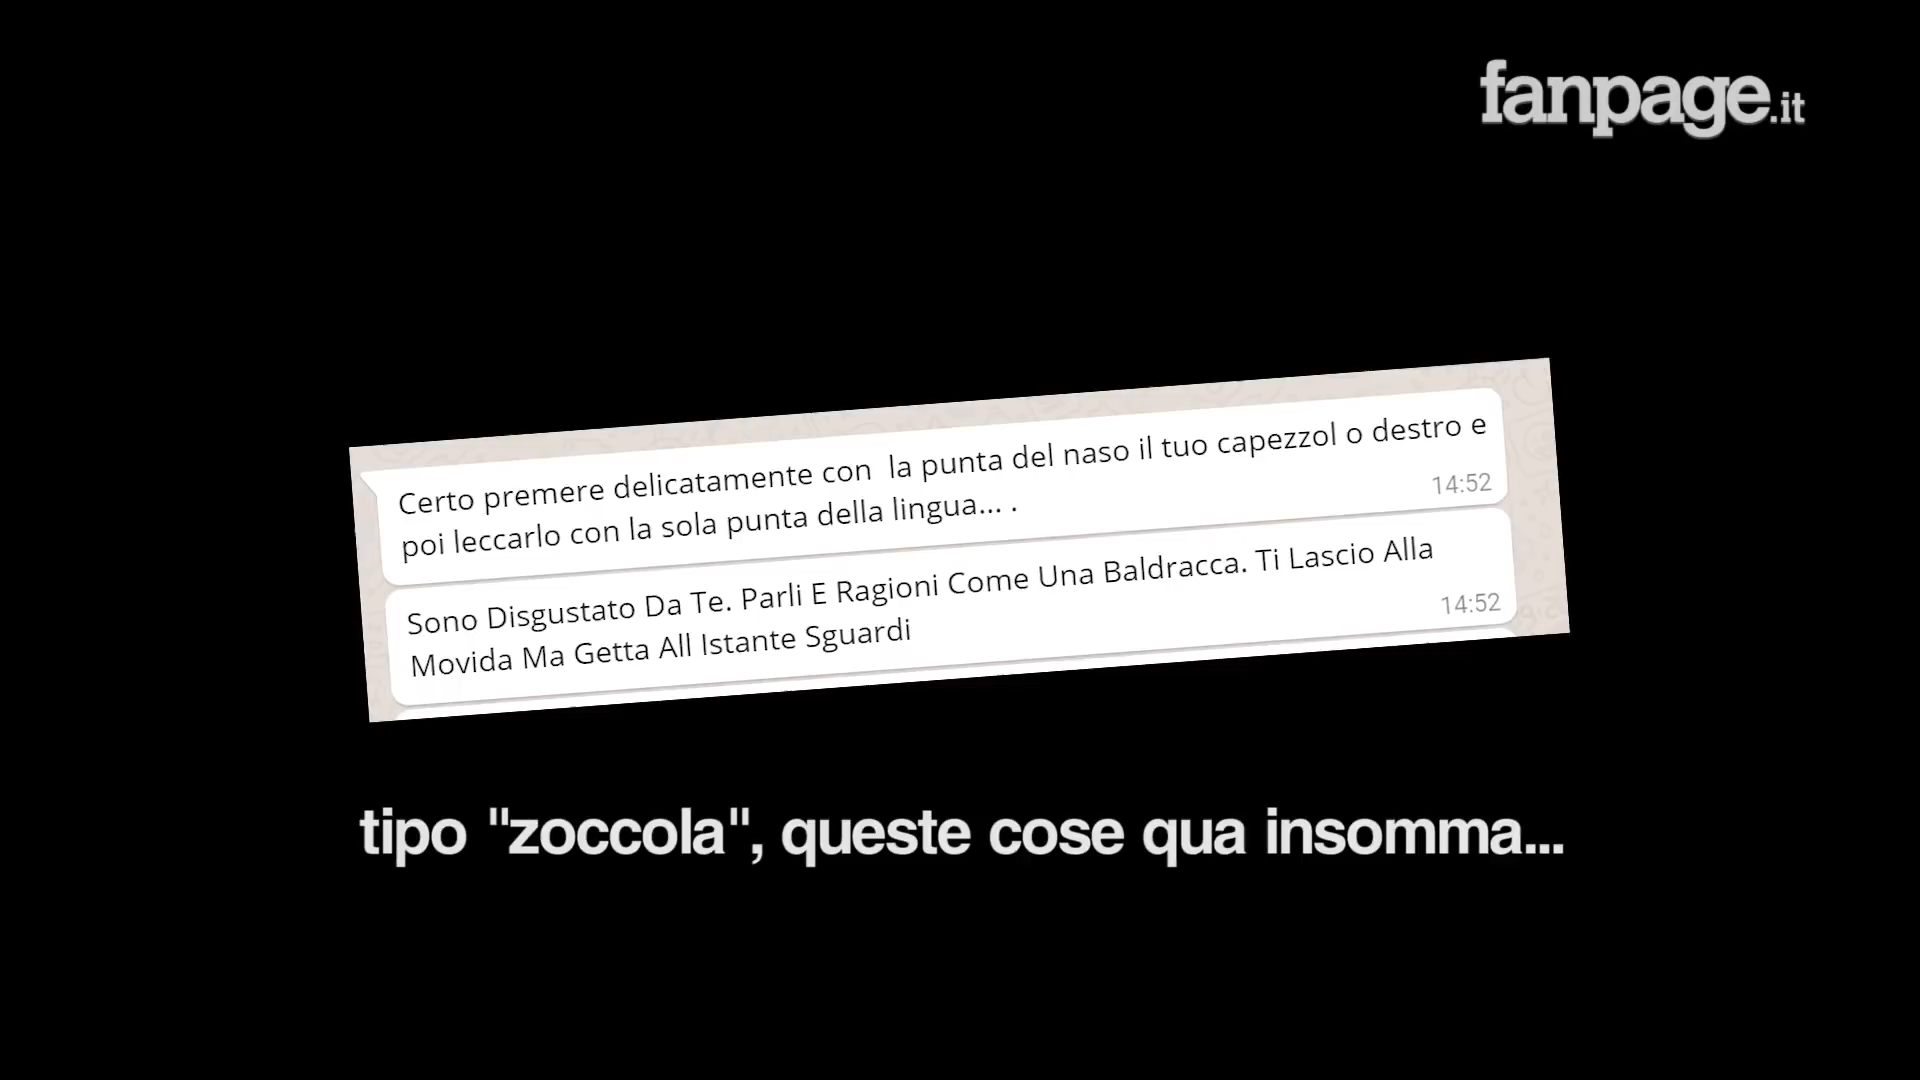 fanpage.it
Certo premere delicatamente con  la punta del naso il tuo capezzol o destro e
poi leccarlo con la sola punta della lingua... .
14:52
Sono Disgustato Da Te. Parli E Ragioni Come Una Baldracca. Ti Lascio Alla
Movida Ma Getta All Istante Sguardi
14:52
tipo "zoccola", queste cose qua insomma...